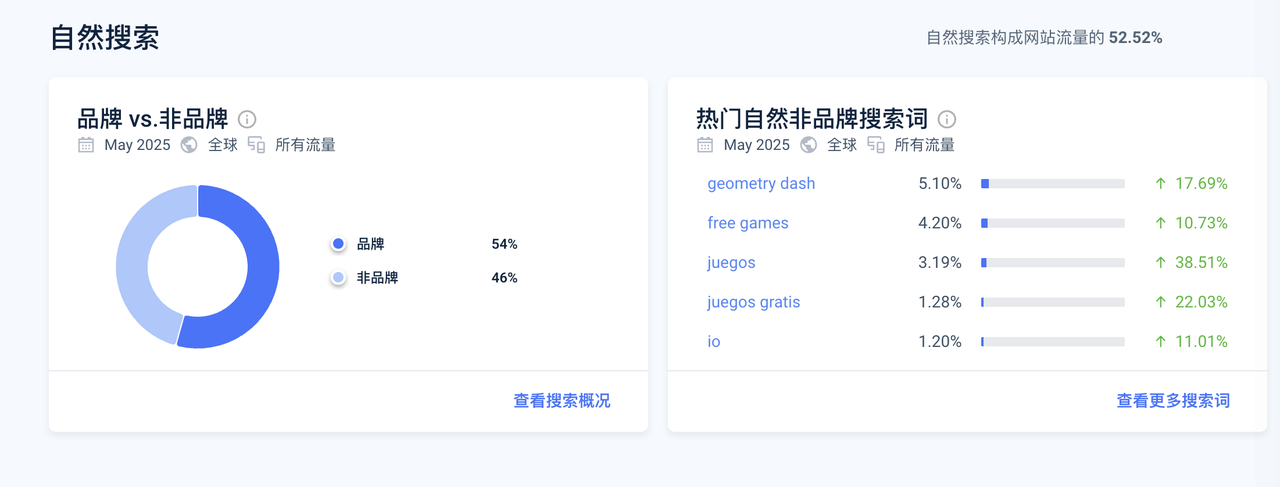 自然搜索
自然搜索构成网站流量的 52.52%
品牌 vs.非品牌
May 2025 全球 所有流量
品牌 54%
非品牌 46%
查看搜索概况
热门自然非品牌搜索词
May 2025 全球 所有流量
geometry dash 5.10% ↑ 17.69%
free games 4.20% ↑ 10.73%
juegos 3.19% ↑ 38.51%
juegos gratis 1.28% ↑ 22.03%
io 1.20% ↑ 11.01%
查看更多搜索词